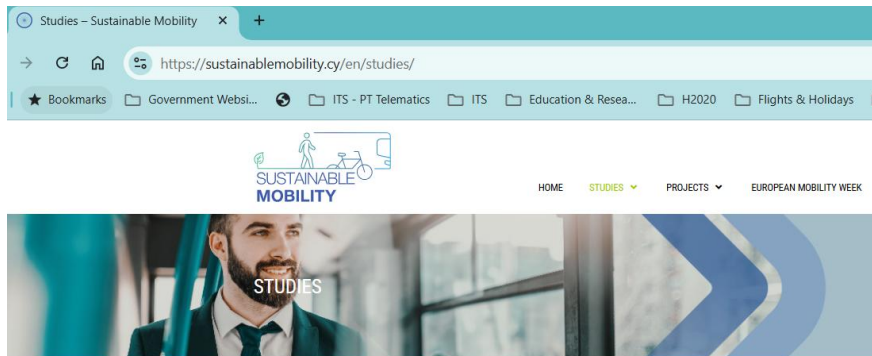 Studies – Sustainable Mobility
https://sustainablemobility.cy/en/studies/
Bookmarks Government Websi... ITS - PT Telematics ITS Education & Resea... H2020 Flights & Holidays
SUSTAINABLE
MOBILITY
HOME STUDIES PROJECTS EUROPEAN MOBILITY WEEK
STUDIES